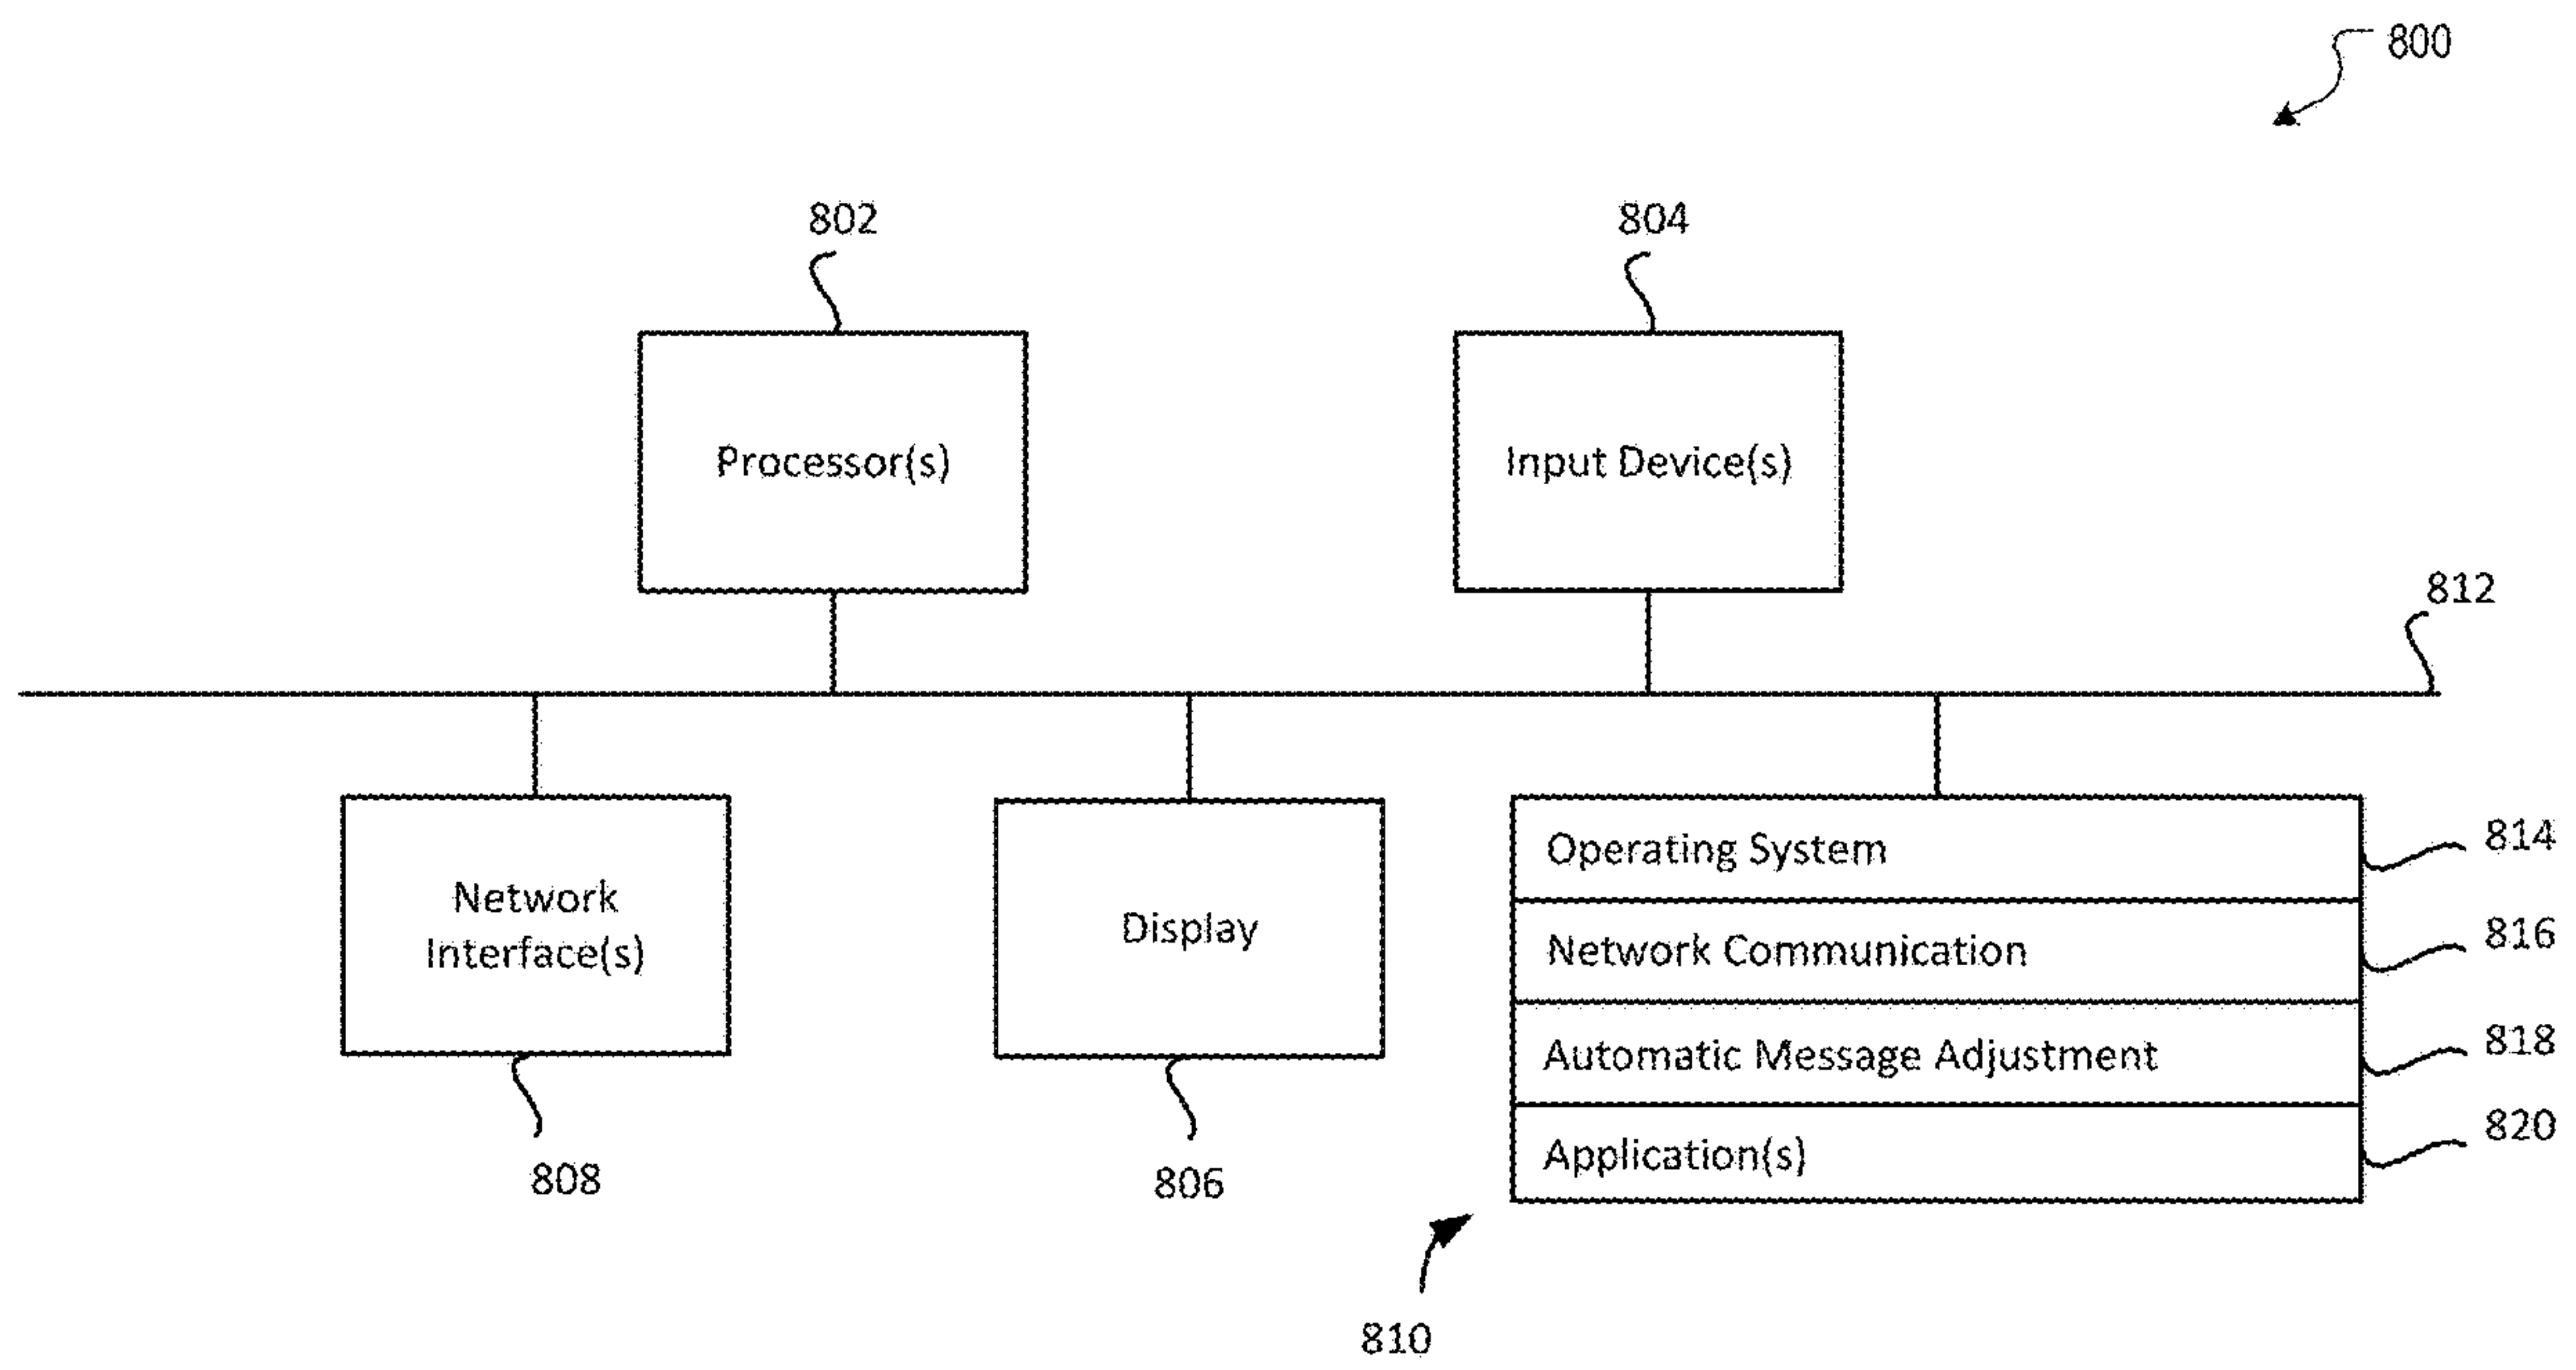 800
802
804
Processor(s)
Input Device(s)
812
Network
Interface(s)
Display
Operating System
814
Network Communication
816
Automatic Message Adjustment
818
Application(s)
820
808
806
810